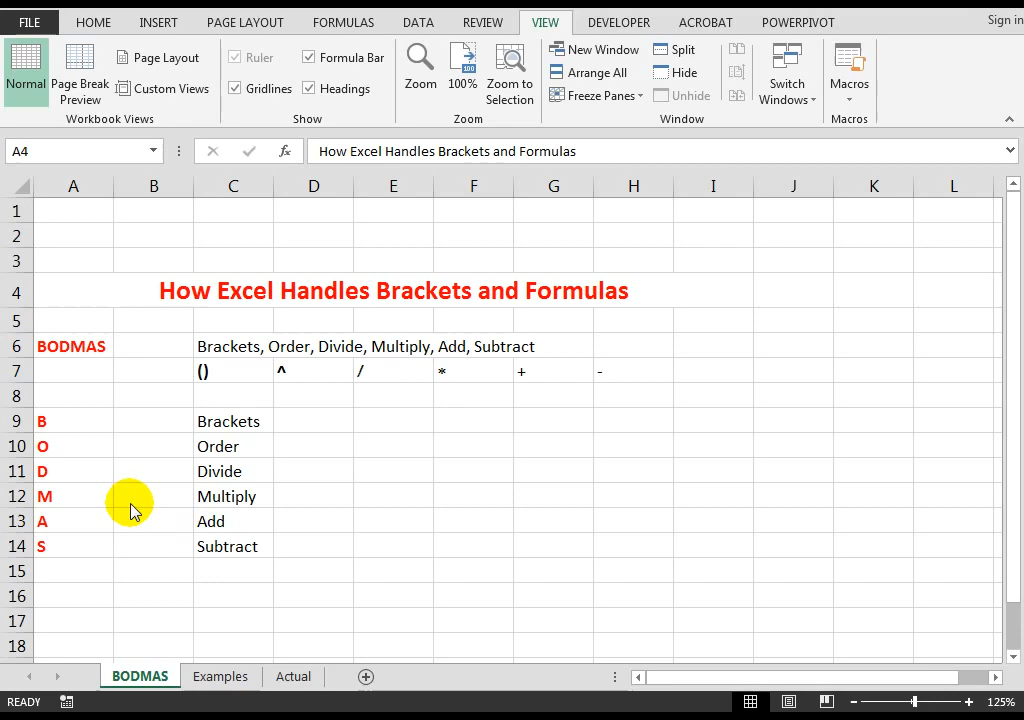 FILE HOME INSERT PAGE LAYOUT FORMULAS DATA REVIEW VIEW DEVELOPER ACROBAT POWERPIVOT Sign in
Normal Page Break Preview Page Layout Custom Views
Workbook Views
Ruler Formula Bar
Gridlines Headings
Show
Zoom 100% Zoom to Selection
Zoom
New Window Split
Arrange All Hide
Freeze Panes Unhide
Switch Windows
Window
Macros
Macros
A4 fx How Excel Handles Brackets and Formulas
A B C D E F G H I J K L
1
2
3
4 How Excel Handles Brackets and Formulas
5
6 BODMAS Brackets, Order, Divide, Multiply, Add, Subtract
7 () ^ / * + -
8
9 B Brackets
10 O Order
11 D Divide
12 M Multiply
13 A Add
14 S Subtract
15
16
17
18
BODMAS Examples Actual
READY 125%